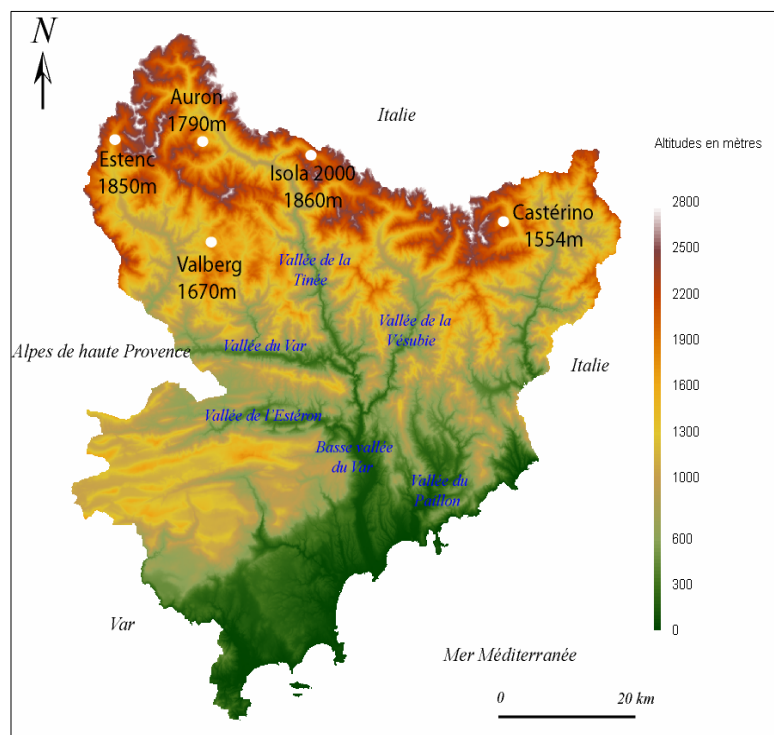 N
Auron
1790m
Italie
Altitudes en mètres
Estenc
1850m
Isola 2000
1860m
Castérino
1554m
Valberg
1670m
Vallée de la
Tinée
Vallée de la
Vésubie
Alpes de haute Provence
Vallée du Var
Italie
Vallée de l'Estéron
Basse vallée
du Var
Vallée du
Paillon
2800
2500
2200
1900
1600
1300
1000
600
300
0
Var
Mer Méditerranée
0
20 km